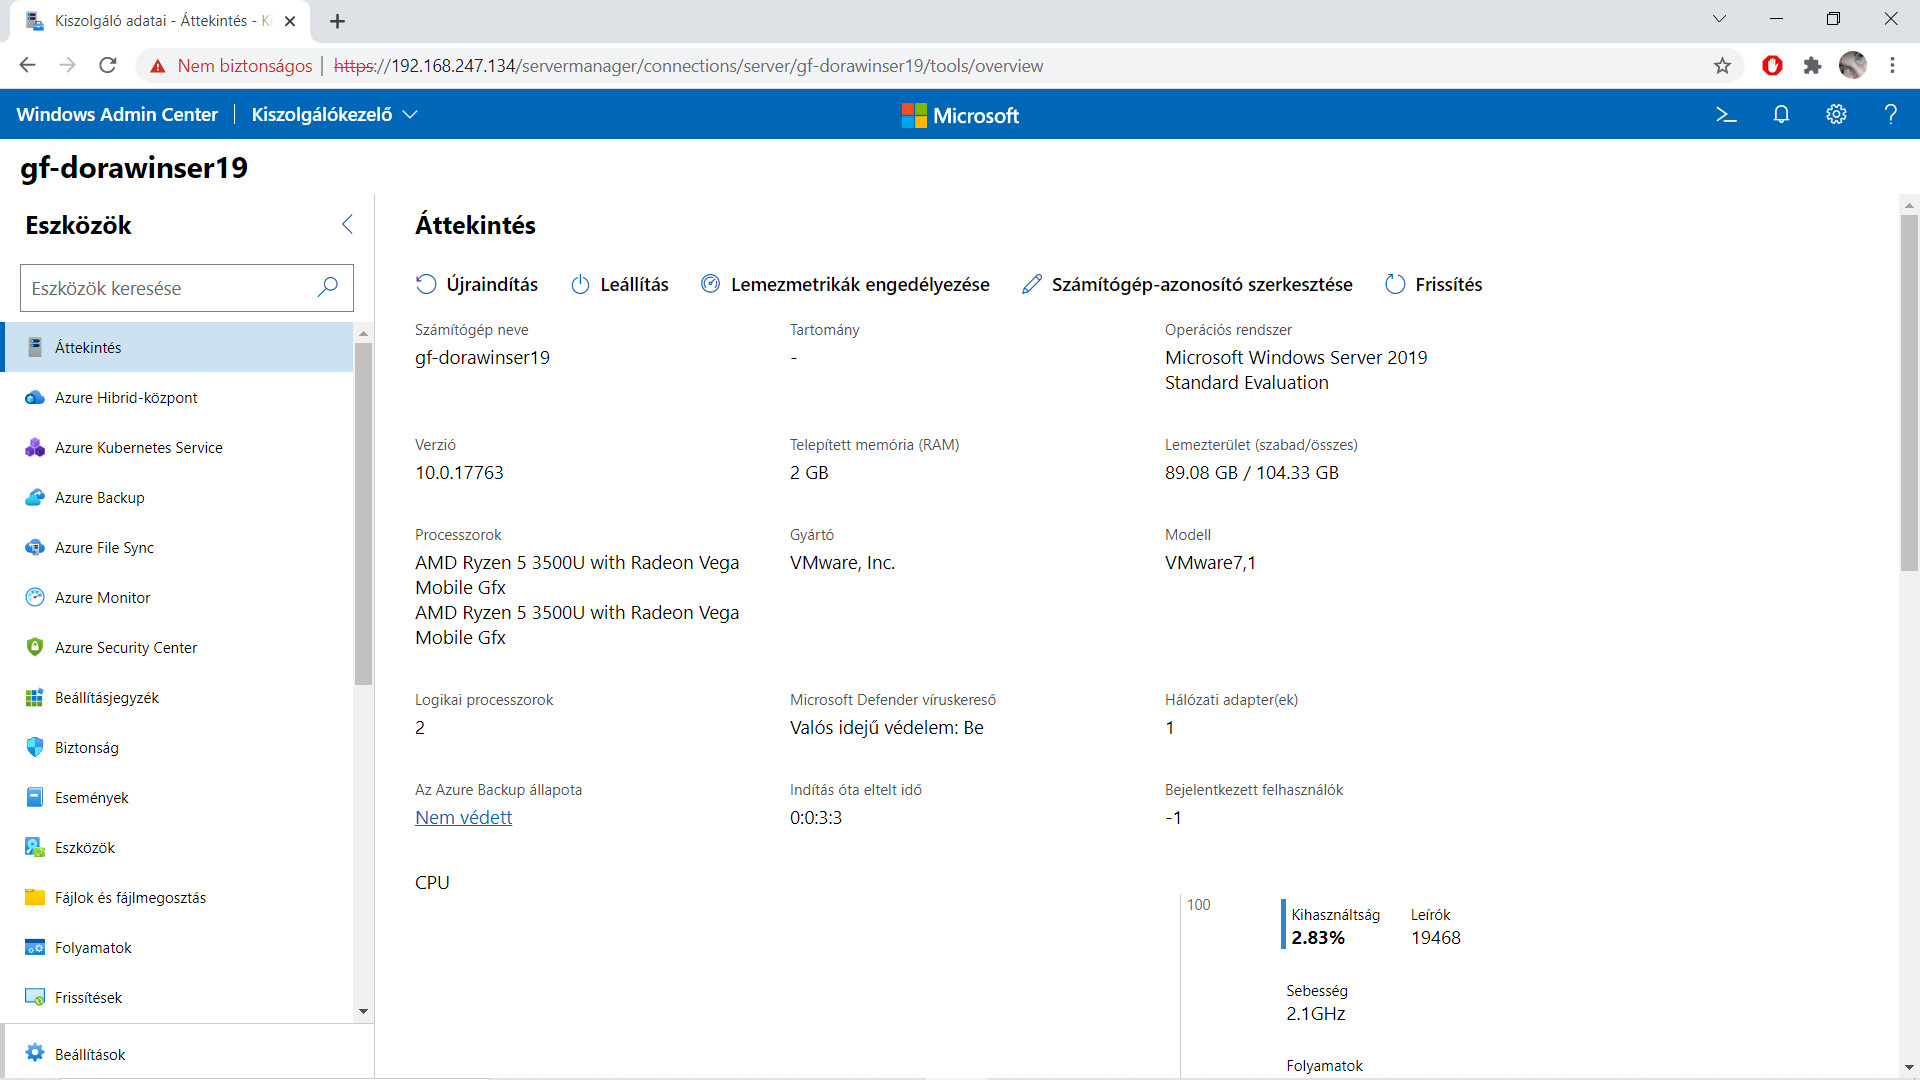 Kiszolgáló adatai - Áttekintés - Ki
Nem biztonságos
https://192.168.247.134/servermanager/connections/server/gf-dorawinser19/tools/overview
Windows Admin Center
Kiszolgálókezelő
Microsoft
gf-dorawinser19
Eszközök
Eszközök keresése
Áttekintés
Azure Hibrid-központ
Azure Kubernetes Service
Azure Backup
Azure File Sync
Azure Monitor
Azure Security Center
Beállításjegyzék
Biztonság
Események
Eszközök
Fájlok és fájlmegosztás
Folyamatok
Frissítések
Beállítások
Áttekintés
Újraindítás
Leállítás
Lemezmetrikák engedélyezése
Számítógép-azonosító szerkesztése
Frissítés
Számítógép neve
gf-dorawinser19
Tartomány
-
Operációs rendszer
Microsoft Windows Server 2019
Standard Evaluation
Verzió
10.0.17763
Telepített memória (RAM)
2 GB
Lemezterület (szabad/összes)
89.08 GB / 104.33 GB
Processzorok
AMD Ryzen 5 3500U with Radeon Vega
Mobile Gfx
AMD Ryzen 5 3500U with Radeon Vega
Mobile Gfx
Gyártó
VMware, Inc.
Modell
VMware7,1
Logikai processzorok
2
Microsoft Defender víruskereső
Valós idejű védelem: Be
Hálózati adapter(ek)
1
Az Azure Backup állapota
Nem védett
Indítás óta eltelt idő
0:0:3:3
Bejelentkezett felhasználók
-1
CPU
100
Kihasználtság
2.83%
Leírók
19468
Sebesség
2.1GHz
Folyamatok